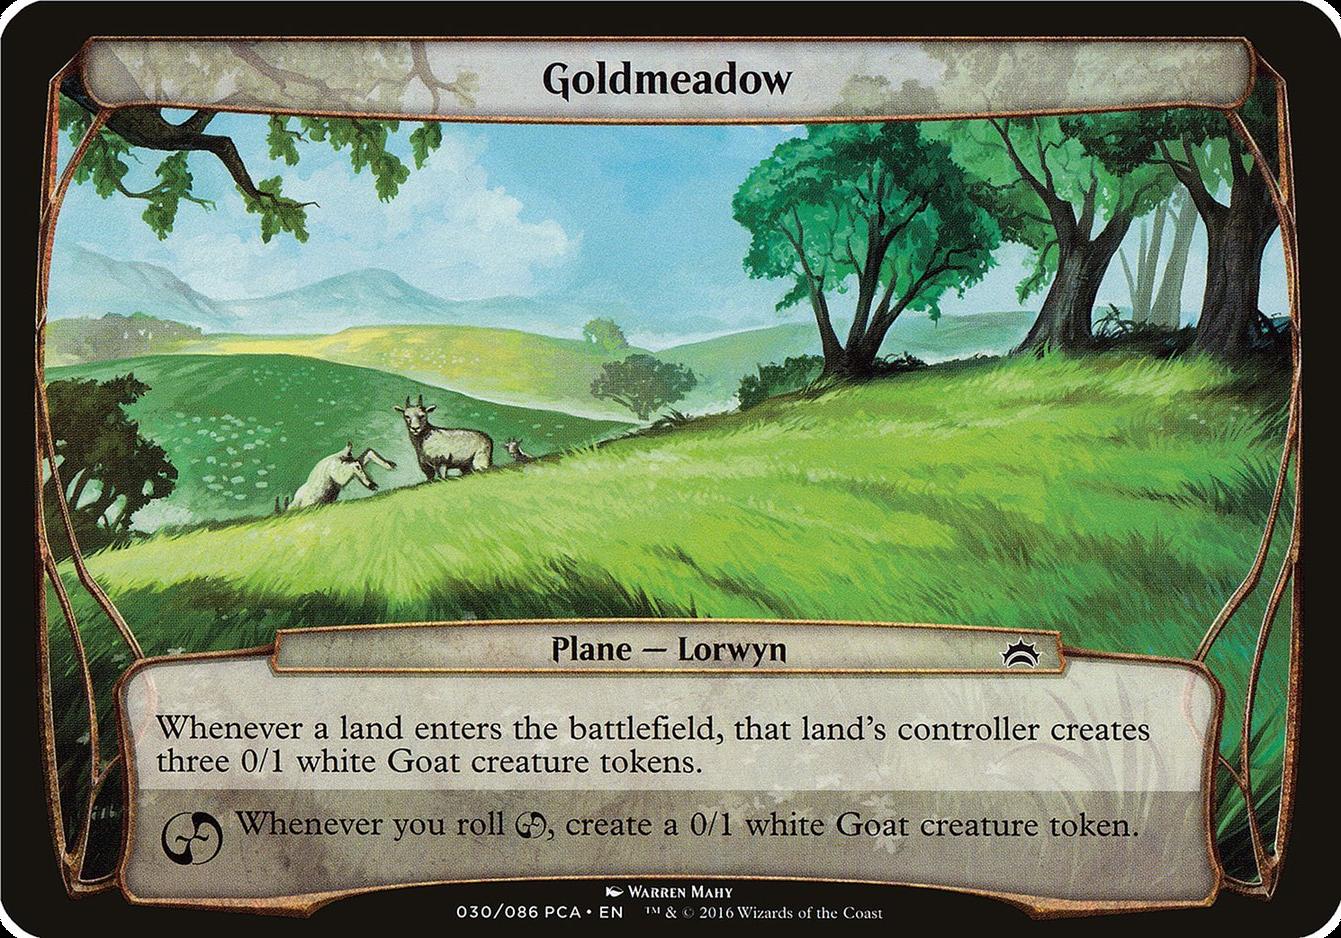 Goldmeadow
Plane — Lorwyn
Whenever a land enters the battlefield, that land's controller creates
three 0/1 white Goat creature tokens.
Whenever you roll , create a 0/1 white Goat creature token.
Warren Mahy
030/086 PCA • EN ™ & © 2016 Wizards of the Coast